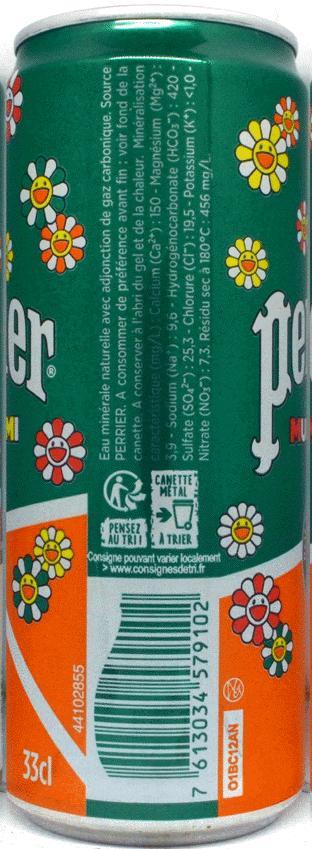 Eau minérale naturelle avec adjonction de gaz carbonique. Source
PERRIER. A consommer de préférence avant fin : voir fond de la
canette. A conserver à l'abri du gel et de la chaleur. Minéralisation
caractéristique (mg/L) : Calcium (Ca²⁺) : 150 - Magnésium (Mg²⁺) :
3,9 - Sodium (Na⁺) : 9,6 - Hydrogénocarbonate (HCO₃⁻) : 420 -
Sulfate (SO₄²⁻) : 25,3 - Chlorure (Cl⁻) : 19,5 - Potassium (K⁺) : <1,0 -
Nitrate (NO₃⁻) : 7,3. Résidu sec à 180°C : 456 mg/L
er®
MI
pe
MU
PENSEZ
AU TRI !
CANETTE
MÉTAL
À TRIER
Consigne pouvant varier localement
> www.consignesdetri.fr
44102855
7 613034 579102
01BC12AN
33cl